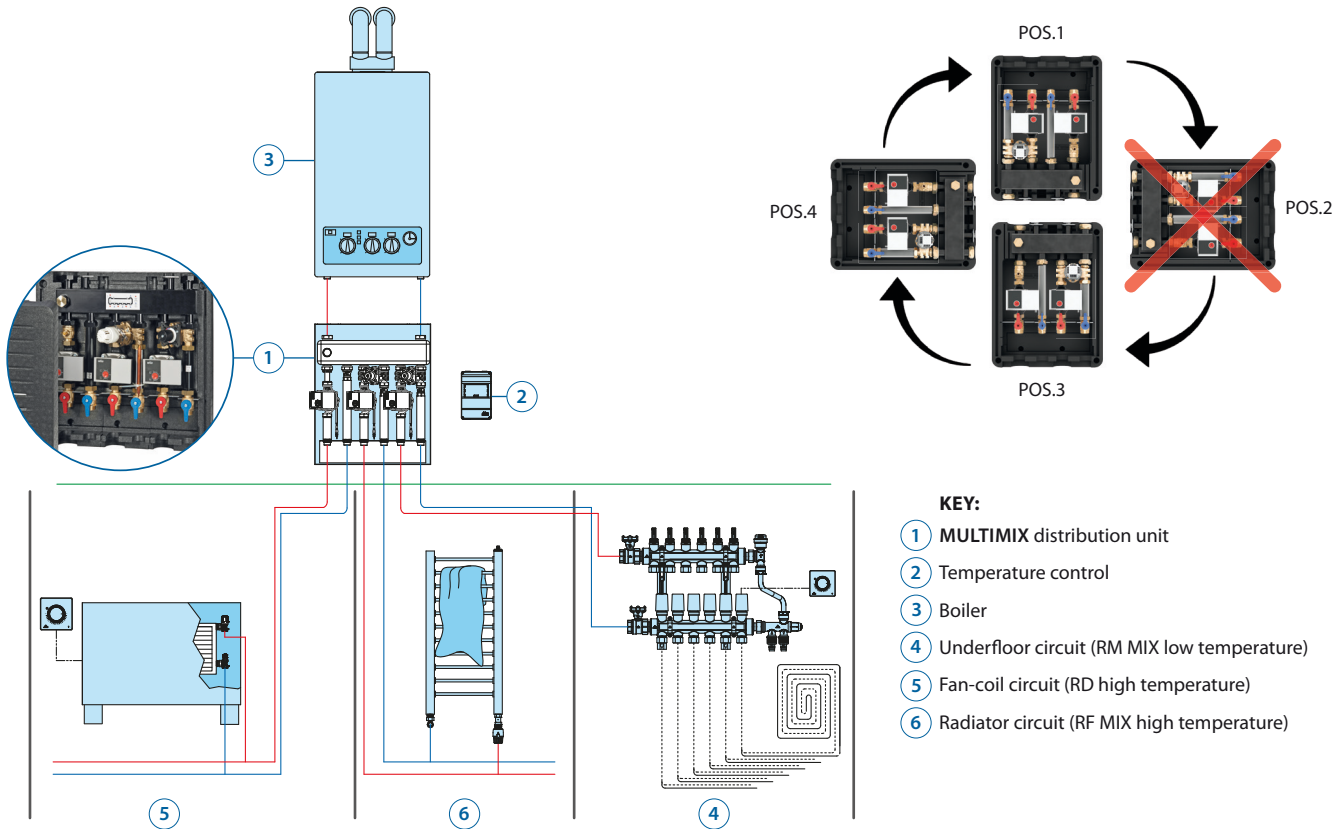 POS.1
3
POS.4
POS.2
1
2
POS.3
KEY:
1 MULTIMIX distribution unit
2 Temperature control
3 Boiler
4 Underfloor circuit (RM MIX low temperature)
5 Fan-coil circuit (RD high temperature)
6 Radiator circuit (RF MIX high temperature)
5
6
4